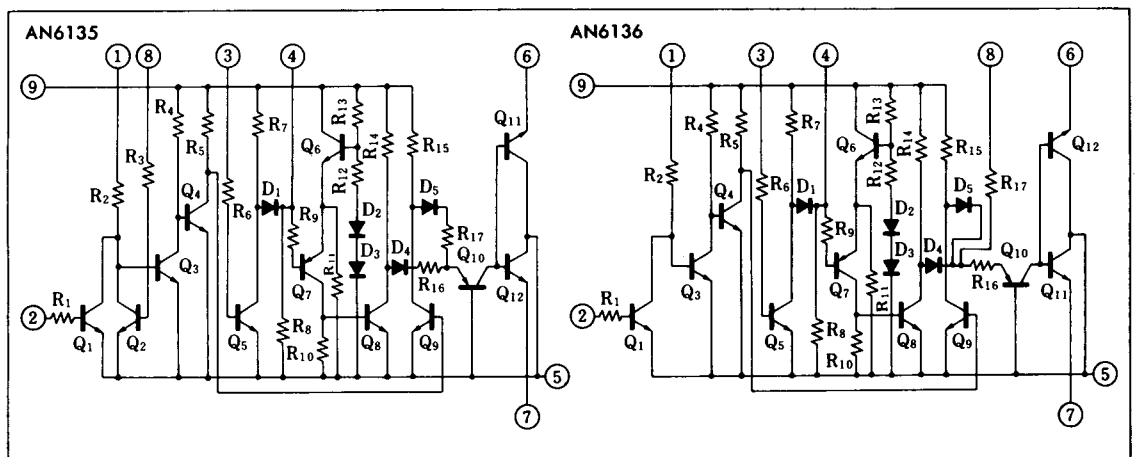 AN6135
AN6136
1 8 3 4 6
9
R4
R13
Q11
R5
R7
Q6
R14
R15
R3
R12
R2
Q4
D1
D5
R6
R9
D2
R17
D3
D4
Q10
Q3
R11
R1
Q7
R16
Q12
2
R8
Q1 Q2 Q5 R10 Q8 Q9
5
7
1 3 4 8 6
9
R4
R13
R7
R14
R5
Q6
Q12
R15
R2
R12
R17
Q4
R6
D1
D5
R9
D2
D3
D4
Q10
Q3
Q7
R11
R16
Q11
R1
2
R8
Q1 Q5 R10 Q8 Q9
5
7